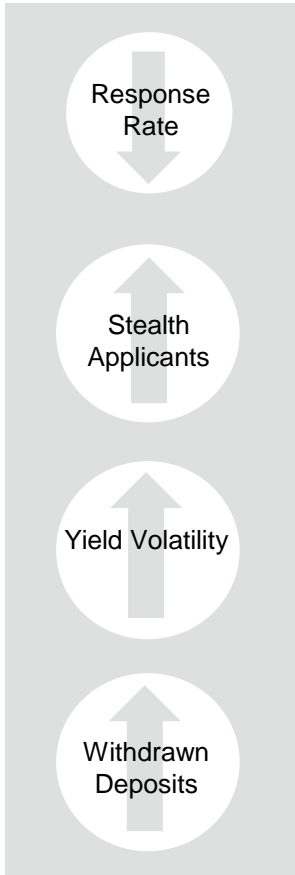 Response
Rate
Stealth
Applicants
Yield Volatility
Withdrawn
Deposits